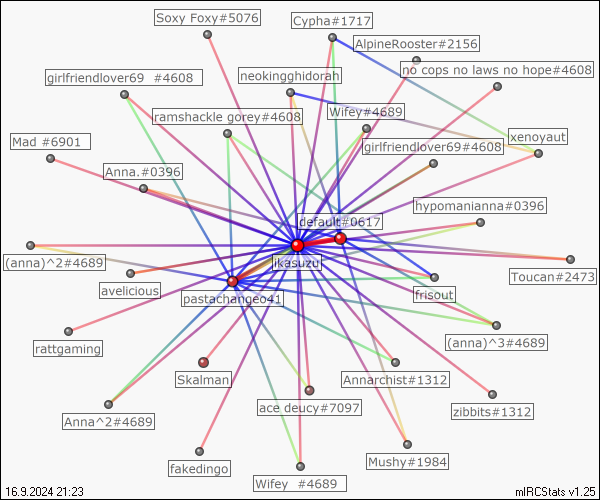 Soxy Foxy#5076
Cypha#1717
AlpineRooster#2156
girlfriendlover69 #4608
neokingghidorah
no cops no laws no hope#4608
ramshackle gorey#4608
Wifey#4689
Mad #6901
xenoyaut
girlfriendlover69#4608
Anna.#0396
hypomanianna#0396
default#0617
(anna)^2#4689
ikasuzu
Toucan#2473
avelicious
pastachangeo41
frisout
rattgaming
(anna)^3#4689
Skalman
Annarchist#1312
ace deucy#7097
zibbits#1312
Anna^2#4689
Mushy#1984
fakedingo
Wifey #4689
16.9.2024 21:23
mIRCStats v1.25